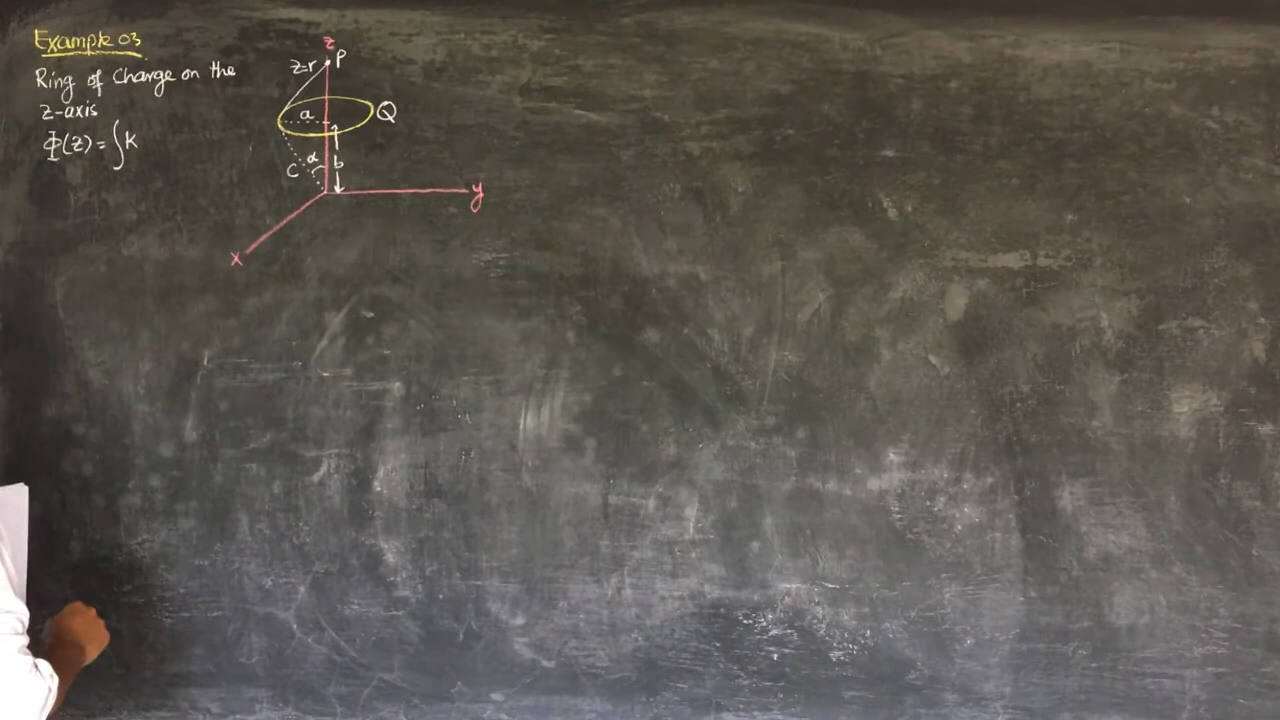 Example 03
Ring of Charge on the
z-axis
Φ(z) = ∫K
z
P
z=r
a
Q
α
b
C
y
x